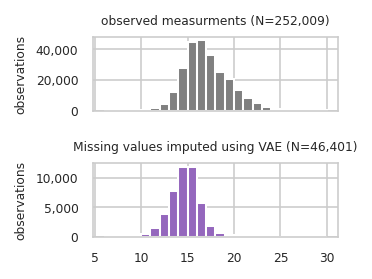 observed measurments (N=252,009)
40,000
20,000
0
observations
Missing values imputed using VAE (N=46,401)
10,000
5,000
0
observations
5 10 15 20 25 30